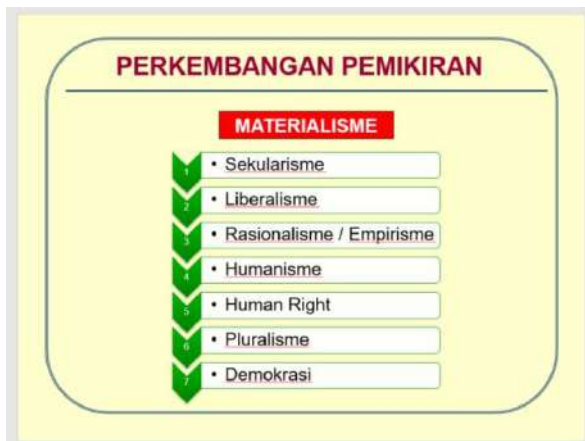 PERKEMBANGAN PEMIKIRAN
MATERIALISME
1 • Sekularisme
2 • Liberalisme
3 • Rasionalisme / Empirisme
4 • Humanisme
5 • Human Right
6 • Pluralisme
7 • Demokrasi